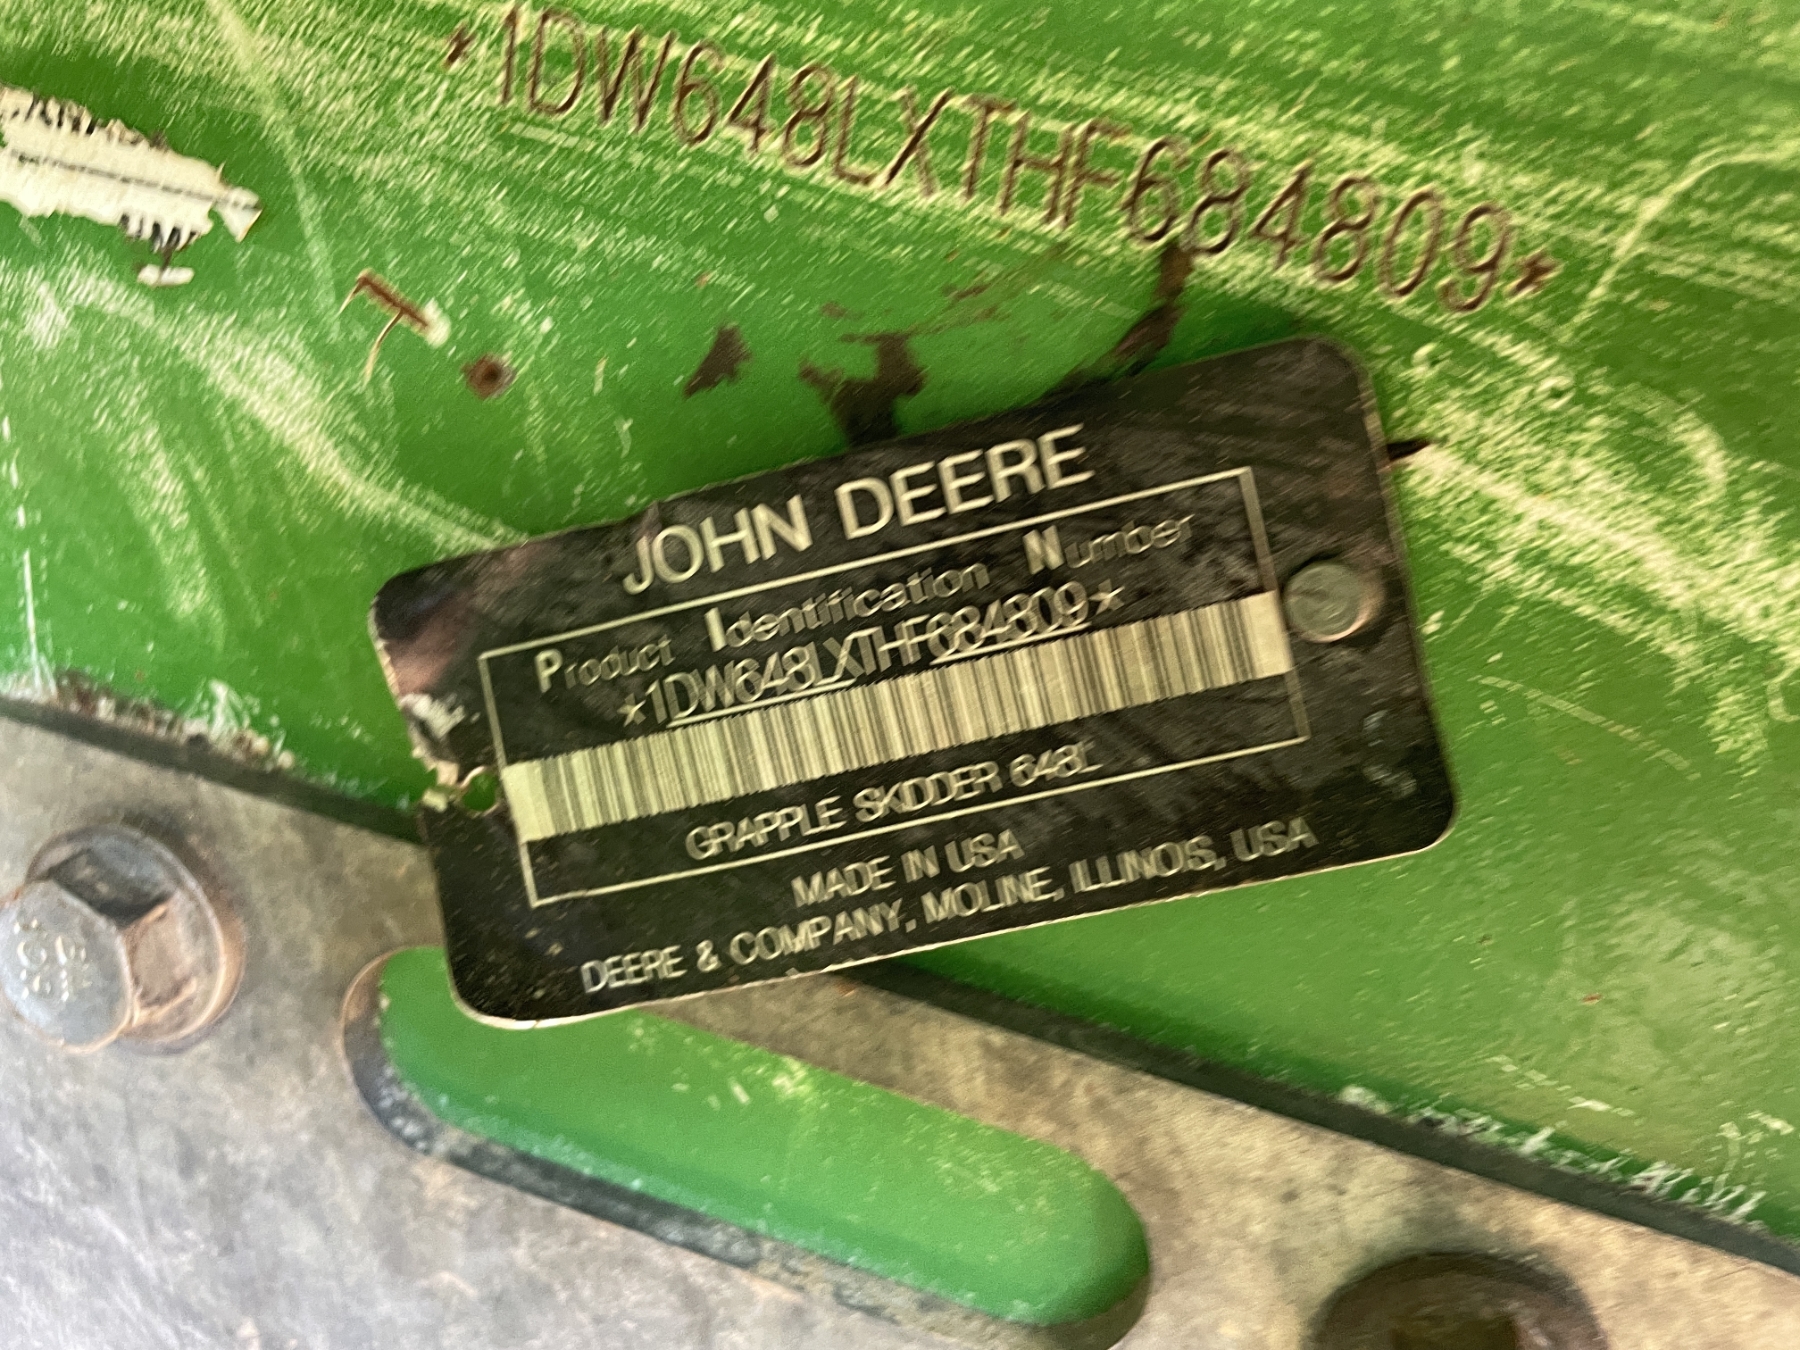 *1DW648LXTHF684809*
JOHN DEERE
Product Identification Number
*1DW648LXTHF684809*
GRAPPLE SKIDDER 648L
MADE IN USA
DEERE & COMPANY, MOLINE, ILLINOIS, USA